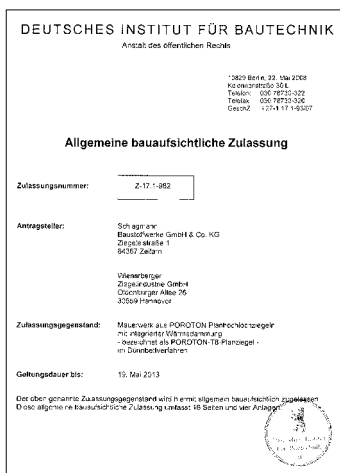 DEUTSCHES INSTITUT FÜR BAUTECHNIK
Anstalt des öffentlichen Rechts
10829 Berlin, 22. Mai 2008
Kolonnenstraße 30 L
Telefon: 030 78730-322
Telefax: 030 78730-320
GeschZ.:
Allgemeine bauaufsichtliche Zulassung
Zulassungsnummer:
Z-17.1-982
Antragsteller:
Schlagmann
Baustoffwerke GmbH & Co. KG
Ziegeleistraße 1
84367 Zeilarn
Wienerberger
Ziegelindustrie GmbH
Oldenburger Allee 26
30659 Hannover
Zulassungsgegenstand:
Mauerwerk aus POROTON Planhochlochziegeln
mit integrierter Wärmedämmung
- bezeichnet als POROTON-T8-Planziegel -
im Dünnbettverfahren
Geltungsdauer bis:
19. Mai 2013
Der oben genannte Zulassungsgegenstand wird hiermit allgemein bauaufsichtlich zugelassen.
Diese allgemeine bauaufsichtliche Zulassung umfasst 16 Seiten und vier Anlagen.